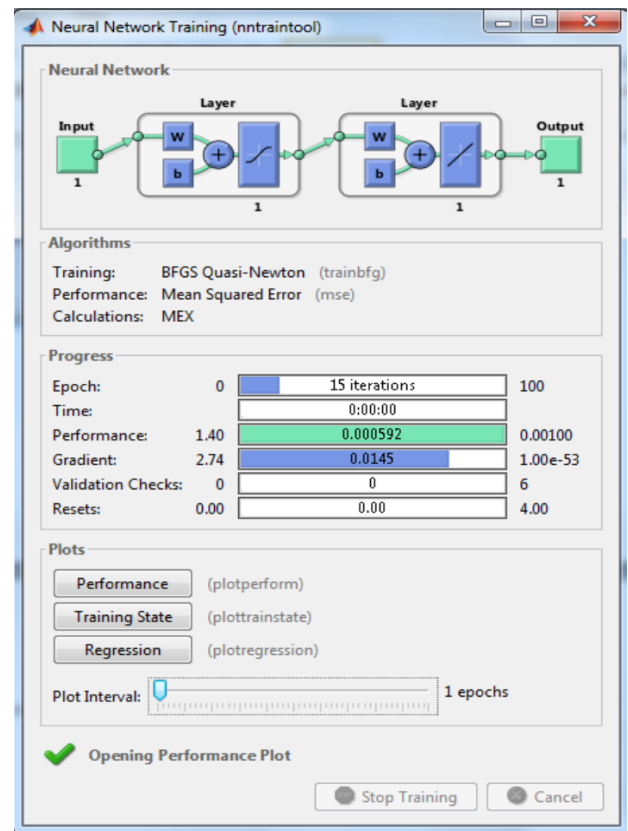 Neural Network Training (nntraintool)
Neural Network
Layer Layer
Input Output
W W
b b
1 1
1 1
Algorithms
Training: BFGS Quasi-Newton (trainbfg)
Performance: Mean Squared Error (mse)
Calculations: MEX
Progress
Epoch: 0 15 iterations 100
Time: 0:00:00
Performance: 1.40 0.000592 0.00100
Gradient: 2.74 0.0145 1.00e-53
Validation Checks: 0 0 6
Resets: 0.00 0.00 4.00
Plots
Performance (plotperform)
Training State (plottrainstate)
Regression (plotregression)
Plot Interval: 1 epochs
Opening Performance Plot
Stop Training Cancel